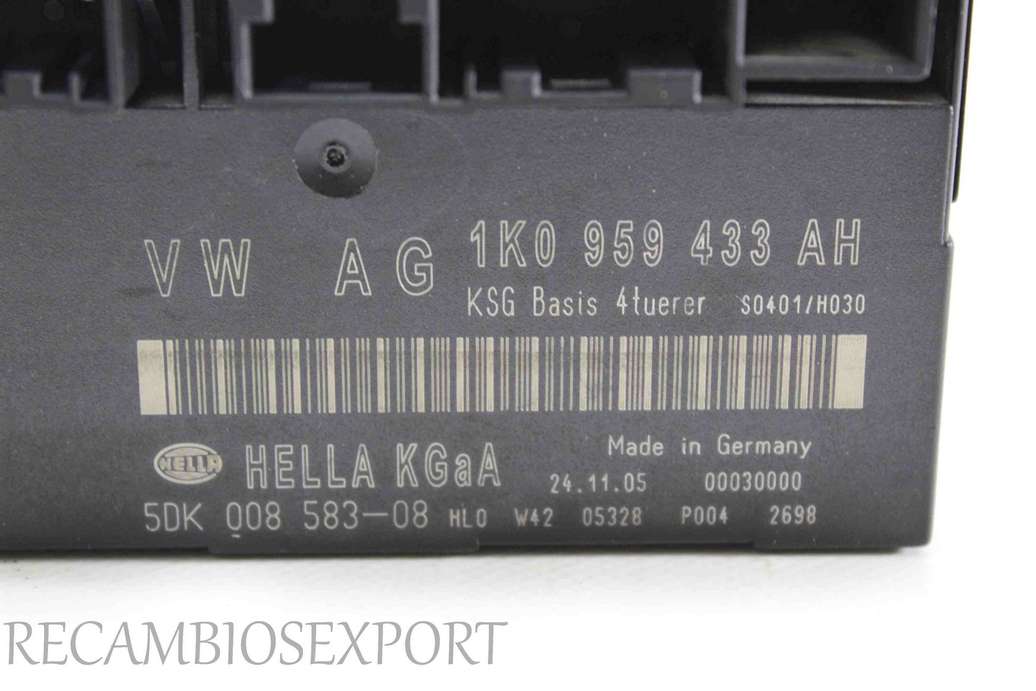 VW AG 1K0 959 433 AH
KSG Basis 4tuerer S0401/H030
HELLA
HELLA KGaA
Made in Germany
24.11.05 00030000
5DK 008 583-08 HL0 W42 05328 P004 2698
RECAMBIOSEXPORT